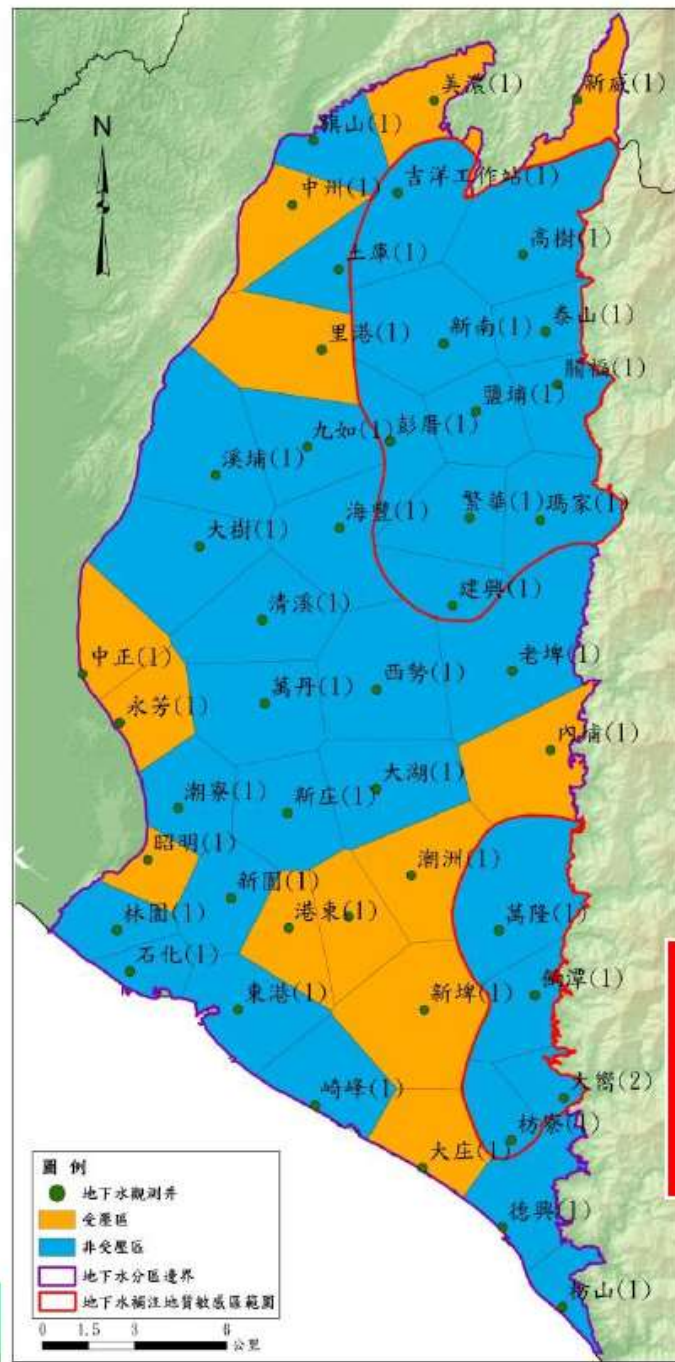 N
美濃(1)
新威(1)
旗山(1)
吉洋工作站(1)
中州(1)
高樹(1)
土庫(1)
泰山(1)
新南(1)
里港(1)
鹽埔(1)
彭厝(1)
九如(1)
溪埔(1)
繁華(1)
瑪家(1)
海豐(1)
大樹(1)
建興(1)
清溪(1)
老埤(1)
中正(1)
西勢(1)
萬丹(1)
永芳(1)
內埔(1)
大湖(1)
潮寮(1)
新庄(1)
昭明(1)
潮洲(1)
新園(1)
港東(1)
萬隆(1)
林園(1)
石化(1)
餉潭(1)
東港(1)
新埤(1)
大嚮(2)
崎峰(1)
枋寮(1)
大庄(1)
德興(1)
枋山(1)
圖 例
地下水觀測井
受壓區
非受壓區
地下水分區邊界
地下水補注地質敏感區範圍
0 1.5 3 6
公里